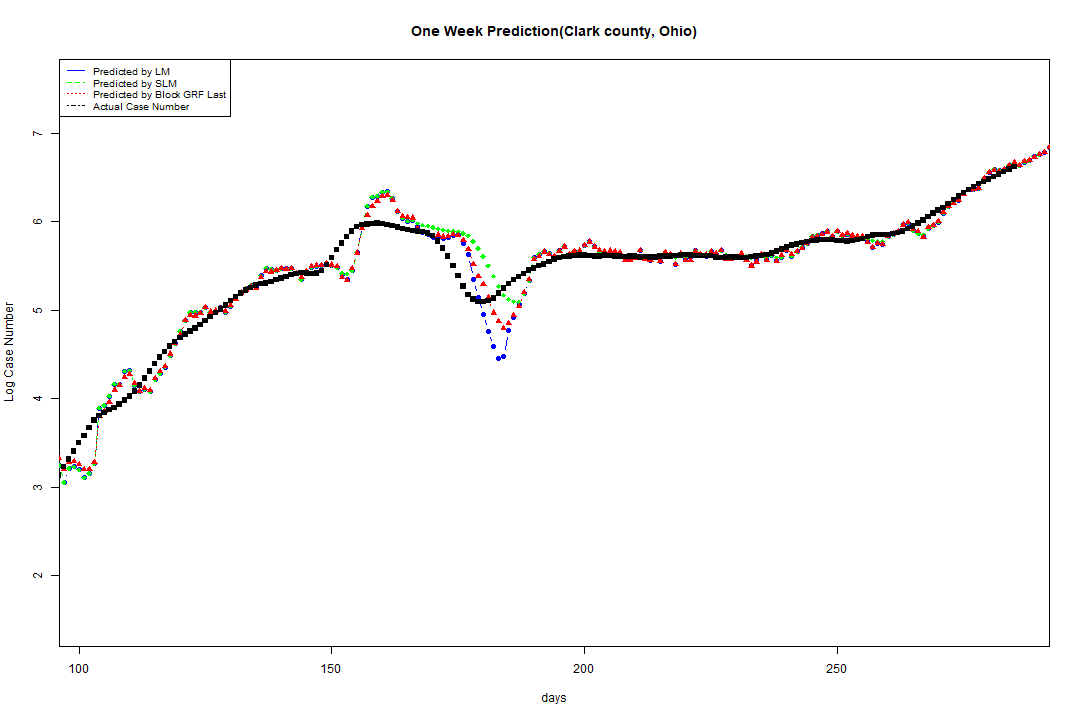 One Week Prediction(Clark county, Ohio)
Predicted by LM
Predicted by SLM
Predicted by Block GRF Last
Actual Case Number
7
6
5
4
3
2
Log Case Number
100
150
200
250
days